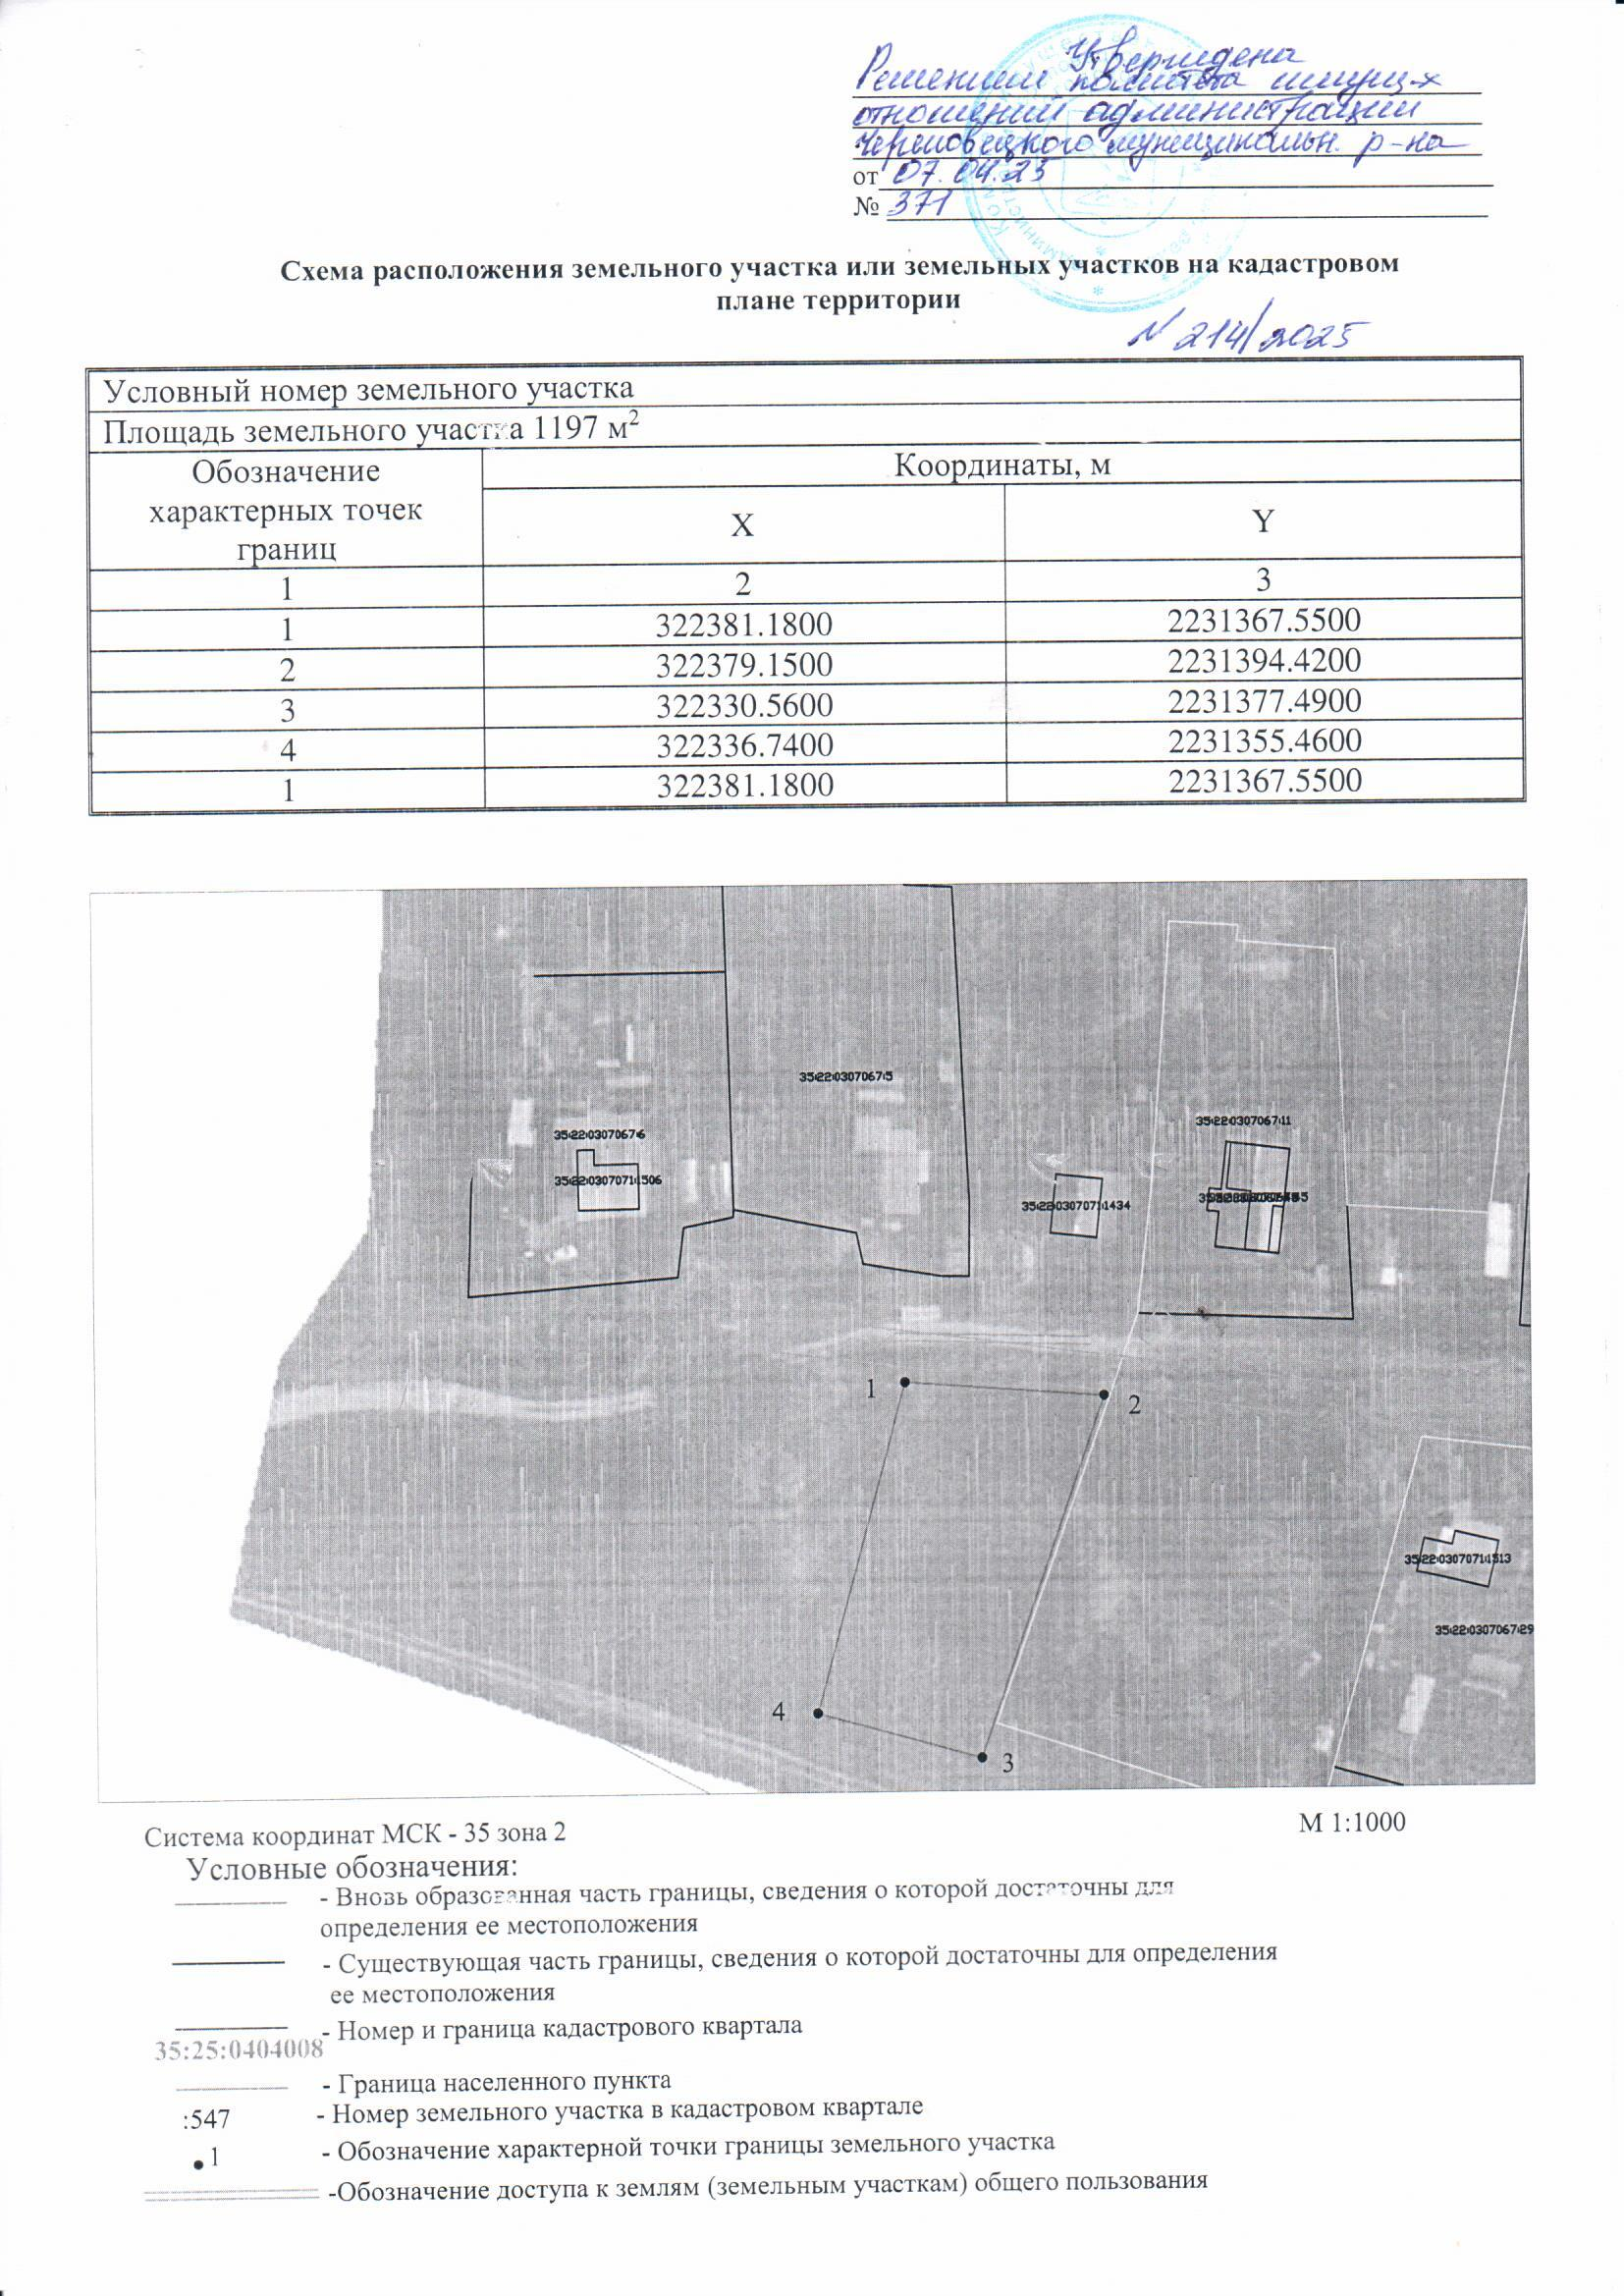 Утверждена
Решением комитета имущ-х
отношений администрации
Череповецкого муниципальн. р-на
от 07.04.25
№ 371
Схема расположения земельного участка или земельных участков на кадастровом
плане территории
N 214/2025
Условный номер земельного участка
Площадь земельного участка 1197 м²
Обозначение характерных точек границ Координаты, м
X Y
1 2 3
1 322381.1800 2231367.5500
2 322379.1500 2231394.4200
3 322330.5600 2231377.4900
4 322336.7400 2231355.4600
1 322381.1800 2231367.5500
35:22:0307067:5
35:22:0307067:11
35:22:0307067:6
35:22:0307071:506
35:22:0307071:1434
1
2
35:22:0307071:1313
35:22:0307067:29
4
3
Система координат МСК - 35 зона 2
М 1:1000
Условные обозначения:
- Вновь образованная часть границы, сведения о которой достаточны для
определения ее местоположения
- Существующая часть границы, сведения о которой достаточны для определения
ее местоположения
- Номер и граница кадастрового квартала
35:25:0404008
- Граница населенного пункта
:547 - Номер земельного участка в кадастровом квартале
1 - Обозначение характерной точки границы земельного участка
-Обозначение доступа к землям (земельным участкам) общего пользования